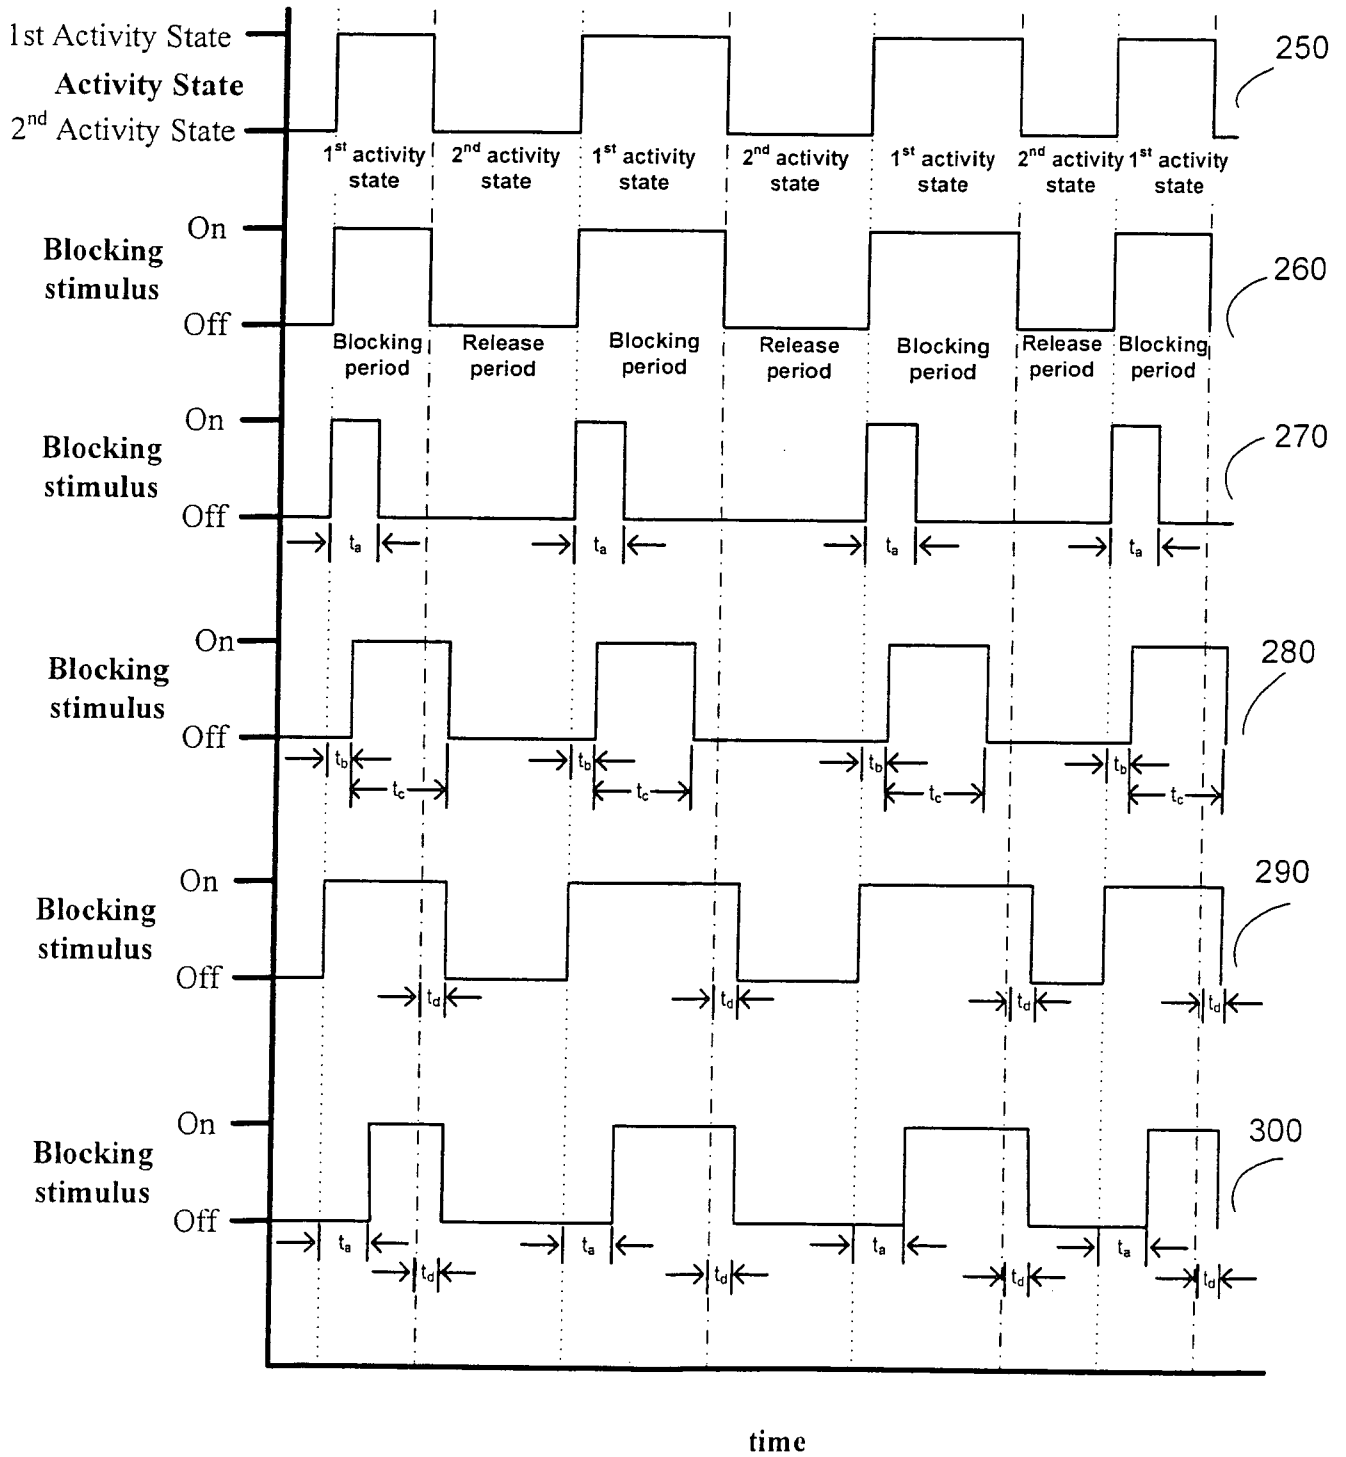 1st Activity State
Activity State
2nd Activity State
250
1st activity state
2nd activity state
1st activity state
2nd activity state
1st activity state
2nd activity state
1st activity state
On
Blocking stimulus
Off
260
Blocking period
Release period
Blocking period
Release period
Blocking period
Release period
Blocking period
On
Blocking stimulus
Off
270
ta
ta
ta
ta
On
Blocking stimulus
Off
280
tb
tb
tb
tb
tc
tc
tc
tc
On
Blocking stimulus
Off
290
td
td
td
td
On
Blocking stimulus
Off
300
ta
ta
ta
ta
td
td
td
td
time